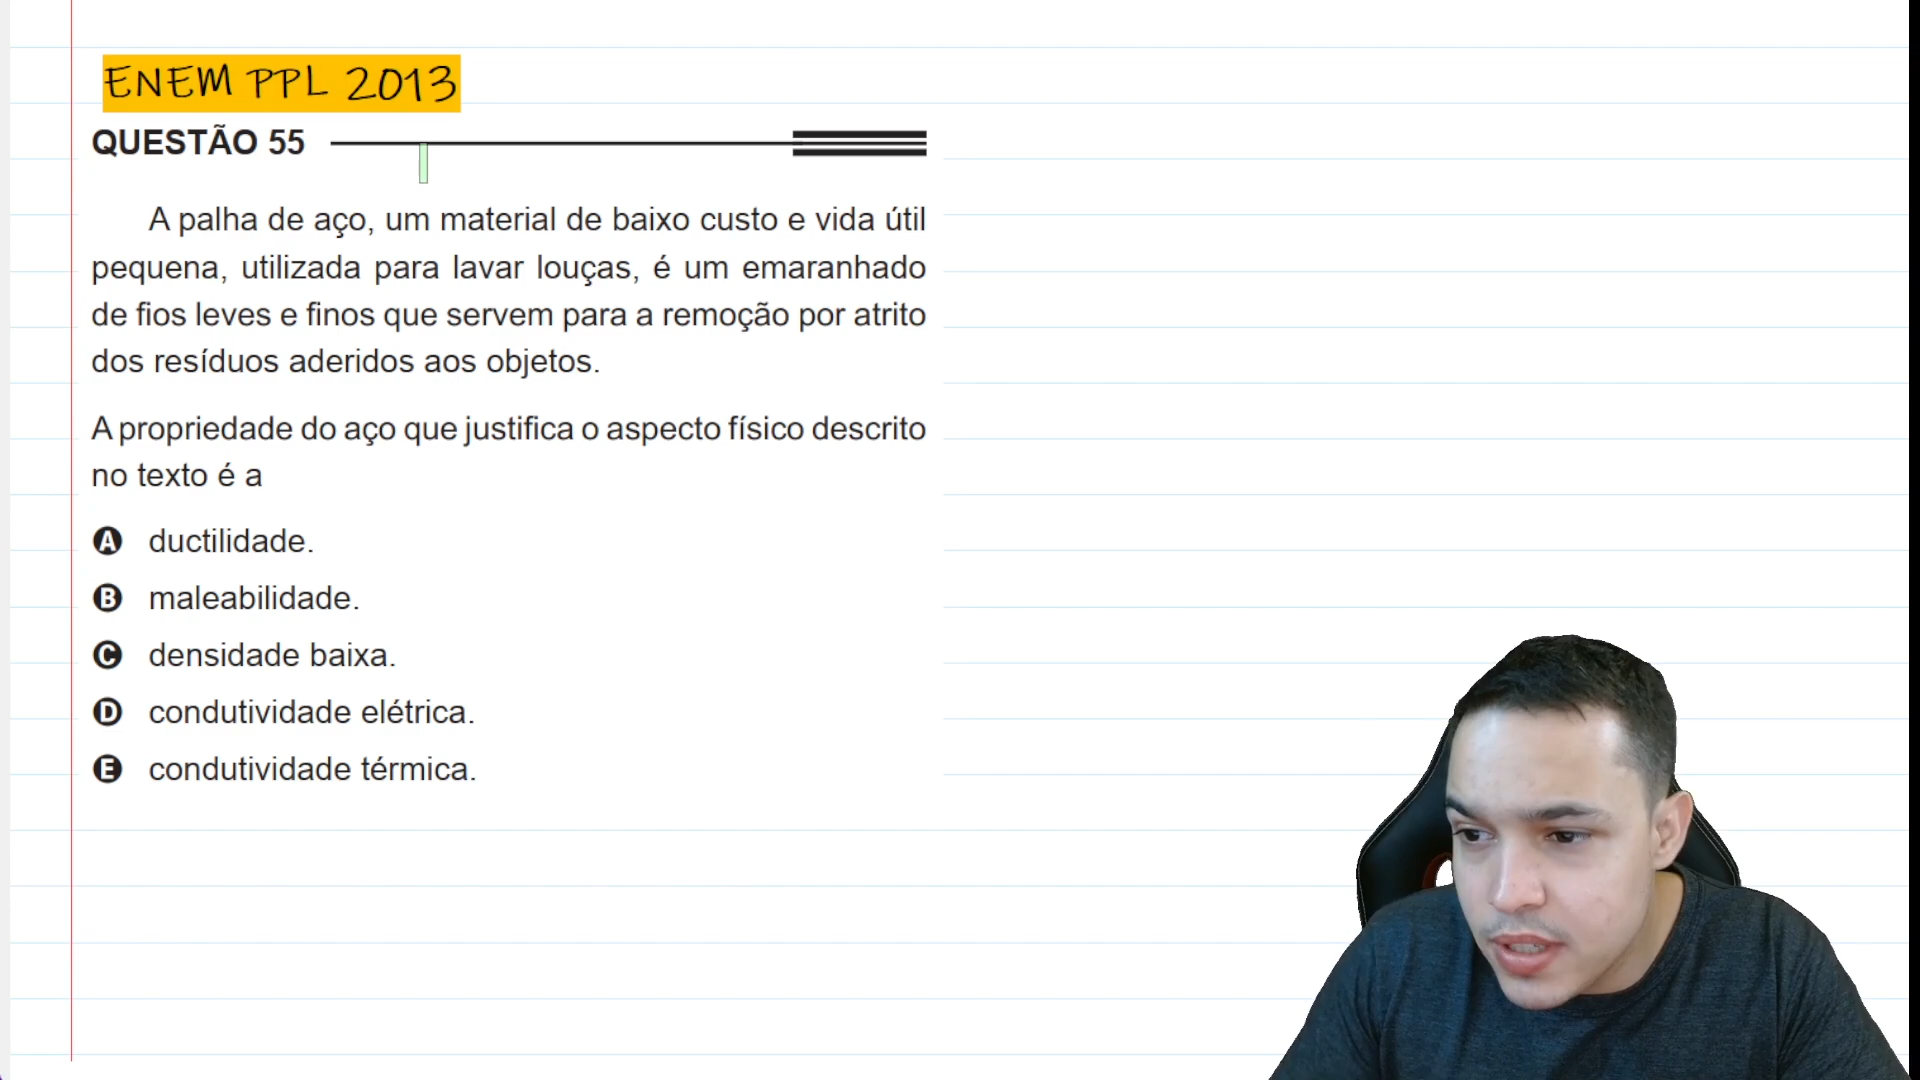 ENEM PPL 2013
QUESTÃO 55
A palha de aço, um material de baixo custo e vida útil
pequena, utilizada para lavar louças, é um emaranhado
de fios leves e finos que servem para a remoção por atrito
dos resíduos aderidos aos objetos.
A propriedade do aço que justifica o aspecto físico descrito
no texto é a
A ductilidade.
B maleabilidade.
C densidade baixa.
D condutividade elétrica.
E condutividade térmica.